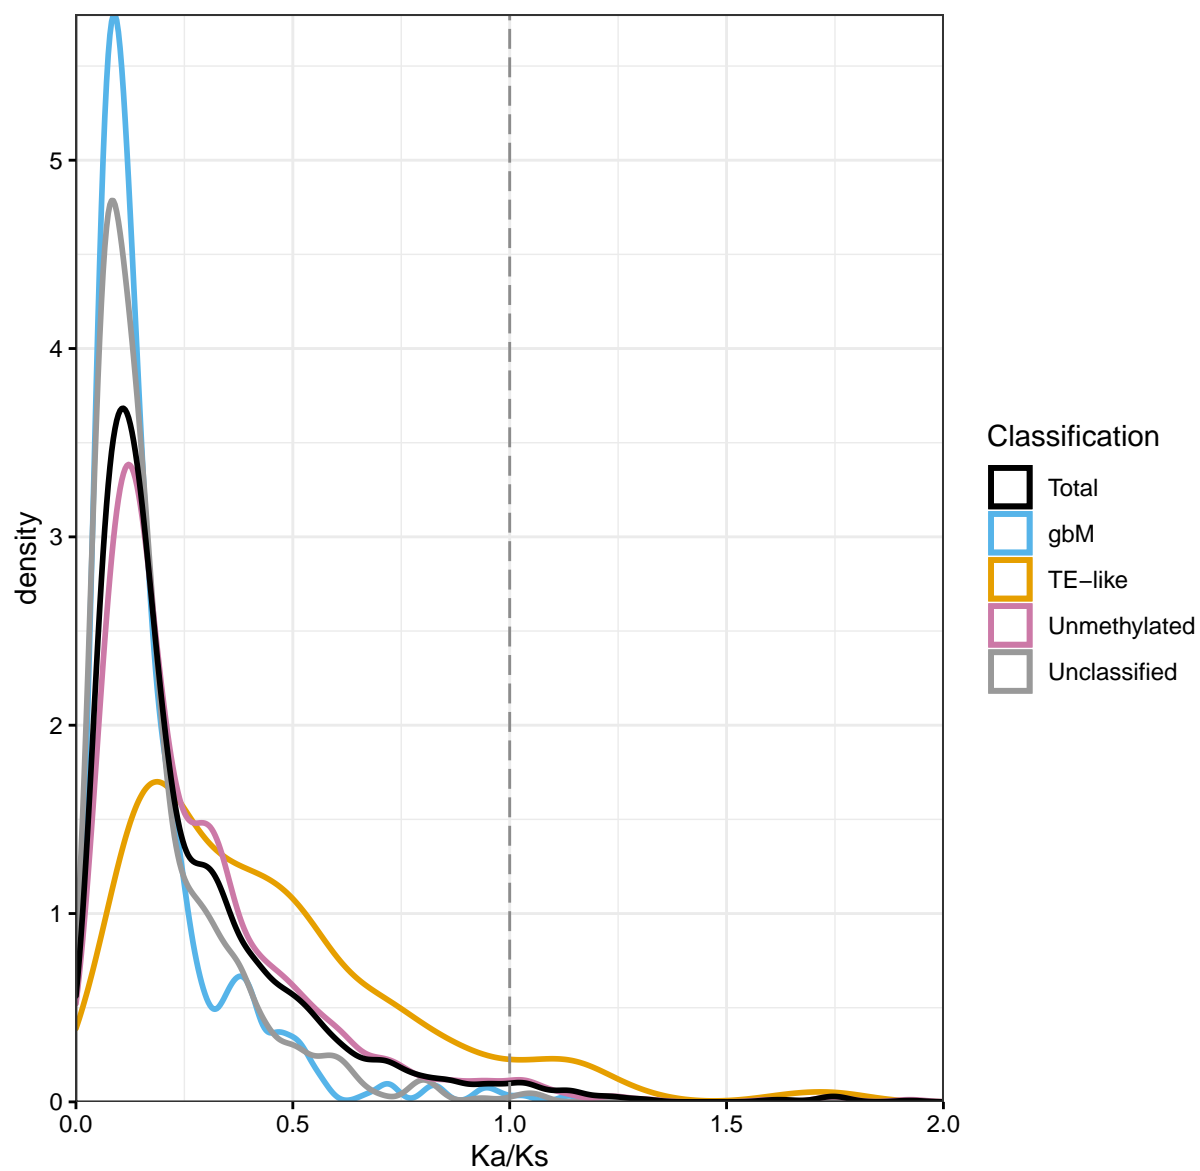 density
5
4
3
2
1
0
0.0
0.5
1.0
1.5
2.0
Ka/Ks
Classification
Total
gbM
TE−like
Unmethylated
Unclassified